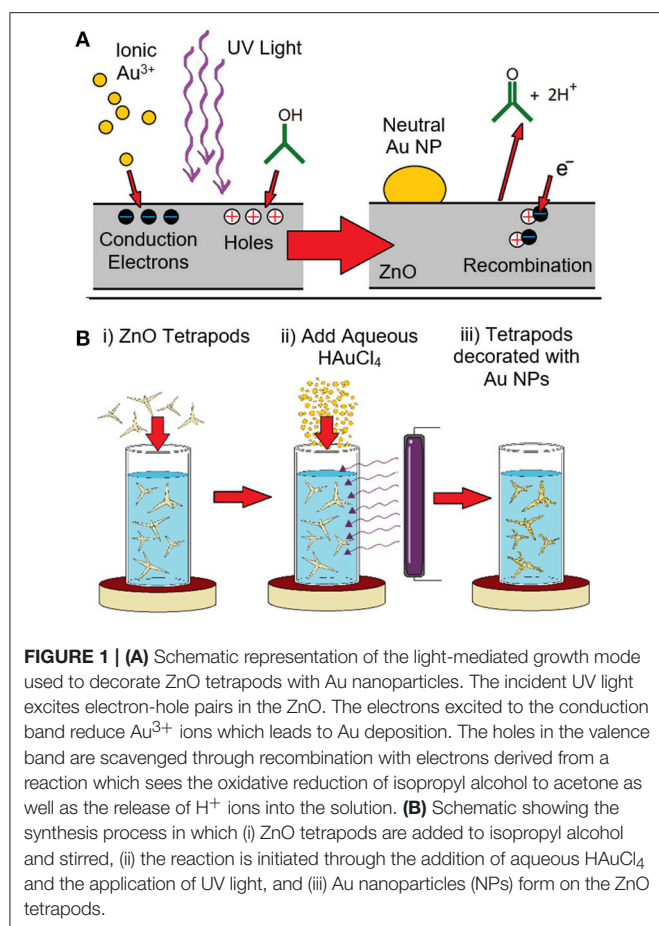 A
Ionic
Au³⁺
UV Light
OH
Conduction
Electrons
Holes
Neutral
Au NP
O
+ 2H⁺
e⁻
ZnO
Recombination
B
i) ZnO Tetrapods
ii) Add Aqueous
HAuCl₄
iii) Tetrapods
decorated with
Au NPs
FIGURE 1 | (A) Schematic representation of the light-mediated growth mode
used to decorate ZnO tetrapods with Au nanoparticles. The incident UV light
excites electron-hole pairs in the ZnO. The electrons excited to the conduction
band reduce Au³⁺ ions which leads to Au deposition. The holes in the valence
band are scavenged through recombination with electrons derived from a
reaction which sees the oxidative reduction of isopropyl alcohol to acetone as
well as the release of H⁺ ions into the solution. (B) Schematic showing the
synthesis process in which (i) ZnO tetrapods are added to isopropyl alcohol
and stirred, (ii) the reaction is initiated through the addition of aqueous HAuCl₄
and the application of UV light, and (iii) Au nanoparticles (NPs) form on the ZnO
tetrapods.